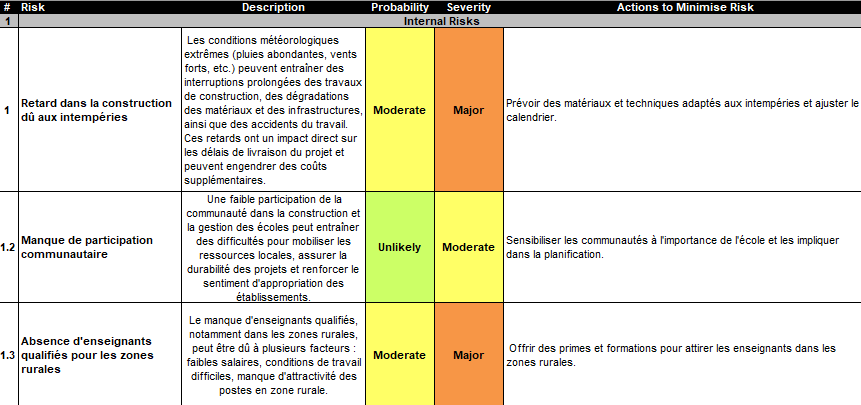 # Risk Description Probability Severity Actions to Minimise Risk
1 Internal Risks
1
Retard dans la construction
dû aux intempéries
Les conditions météorologiques
extrêmes (pluies abondantes, vents
forts, etc.) peuvent entraîner des
interruptions prolongées des travaux
de construction, des dégradations
des matériaux et des infrastructures,
ainsi que des accidents du travail.
Ces retards ont un impact direct sur
les délais de livraison du projet et
peuvent engendrer des coûts
supplémentaires.
Moderate
Major
Prévoir des matériaux et techniques adaptés aux intempéries et ajuster le
calendrier.
1.2
Manque de participation
communautaire
Une faible participation de la
communauté dans la construction et
la gestion des écoles peut entraîner
des difficultés pour mobiliser les
ressources locales, assurer la
durabilité des projets et renforcer le
sentiment d'appropriation des
établissements.
Unlikely
Moderate
Sensibiliser les communautés à l'importance de l'école et les impliquer
dans la planification.
1.3
Absence d'enseignants
qualifiés pour les zones
rurales
Le manque d'enseignants qualifiés,
notamment dans les zones rurales,
peut être dû à plusieurs facteurs :
faibles salaires, conditions de travail
difficiles, manque d'attractivité des
postes en zone rurale.
Moderate
Major
Offrir des primes et formations pour attirer les enseignants dans les
zones rurales.